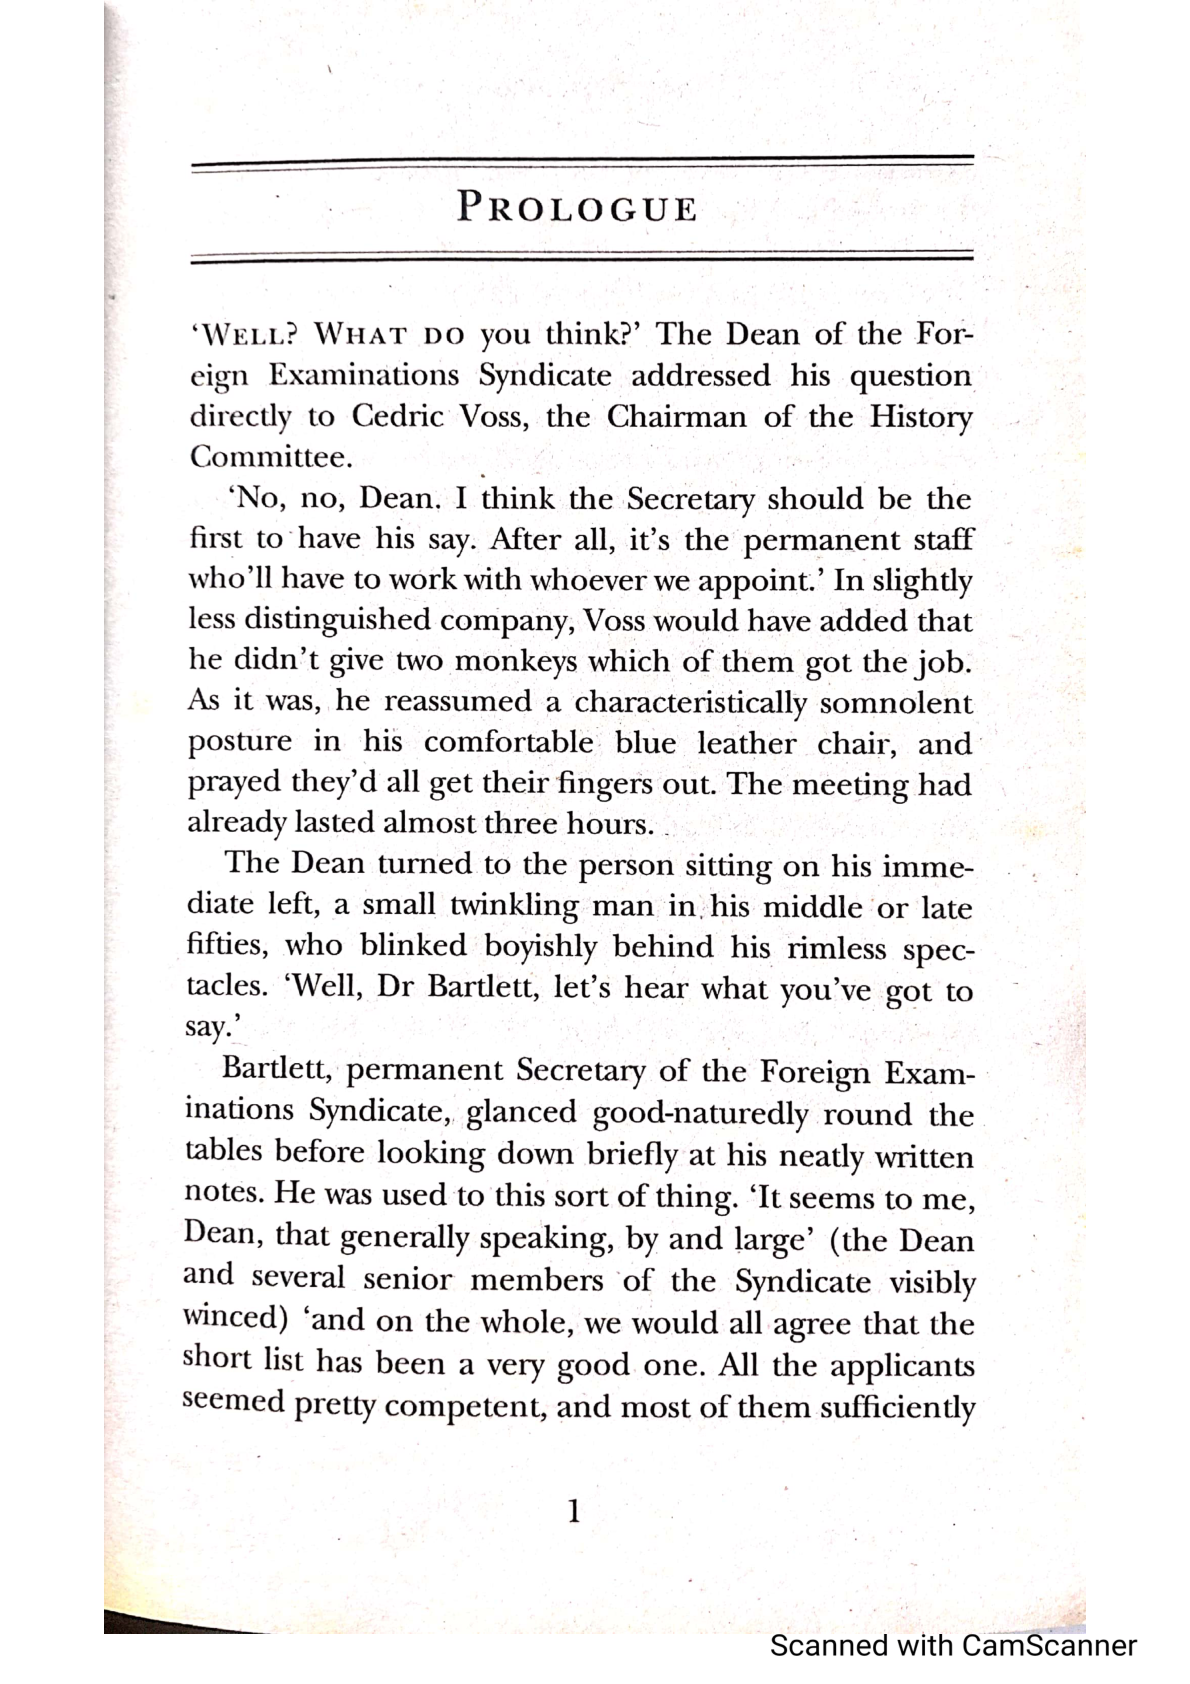 PROLOGUE
‘WELL? WHAT DO you think?’ The Dean of the For-
eign Examinations Syndicate addressed his question
directly to Cedric Voss, the Chairman of the History
Committee.
‘No, no, Dean. I think the Secretary should be the
first to have his say. After all, it’s the permanent staff
who’ll have to work with whoever we appoint.’ In slightly
less distinguished company, Voss would have added that
he didn’t give two monkeys which of them got the job.
As it was, he reassumed a characteristically somnolent
posture in his comfortable blue leather chair, and
prayed they’d all get their fingers out. The meeting had
already lasted almost three hours.
The Dean turned to the person sitting on his imme-
diate left, a small twinkling man in his middle or late
fifties, who blinked boyishly behind his rimless spec-
tacles. ‘Well, Dr Bartlett, let’s hear what you’ve got to
say.’
Bartlett, permanent Secretary of the Foreign Exam-
inations Syndicate, glanced good-naturedly round the
tables before looking down briefly at his neatly written
notes. He was used to this sort of thing. ‘It seems to me,
Dean, that generally speaking, by and large’ (the Dean
and several senior members of the Syndicate visibly
winced) ‘and on the whole, we would all agree that the
short list has been a very good one. All the applicants
seemed pretty competent, and most of them sufficiently
1
Scanned with CamScanner